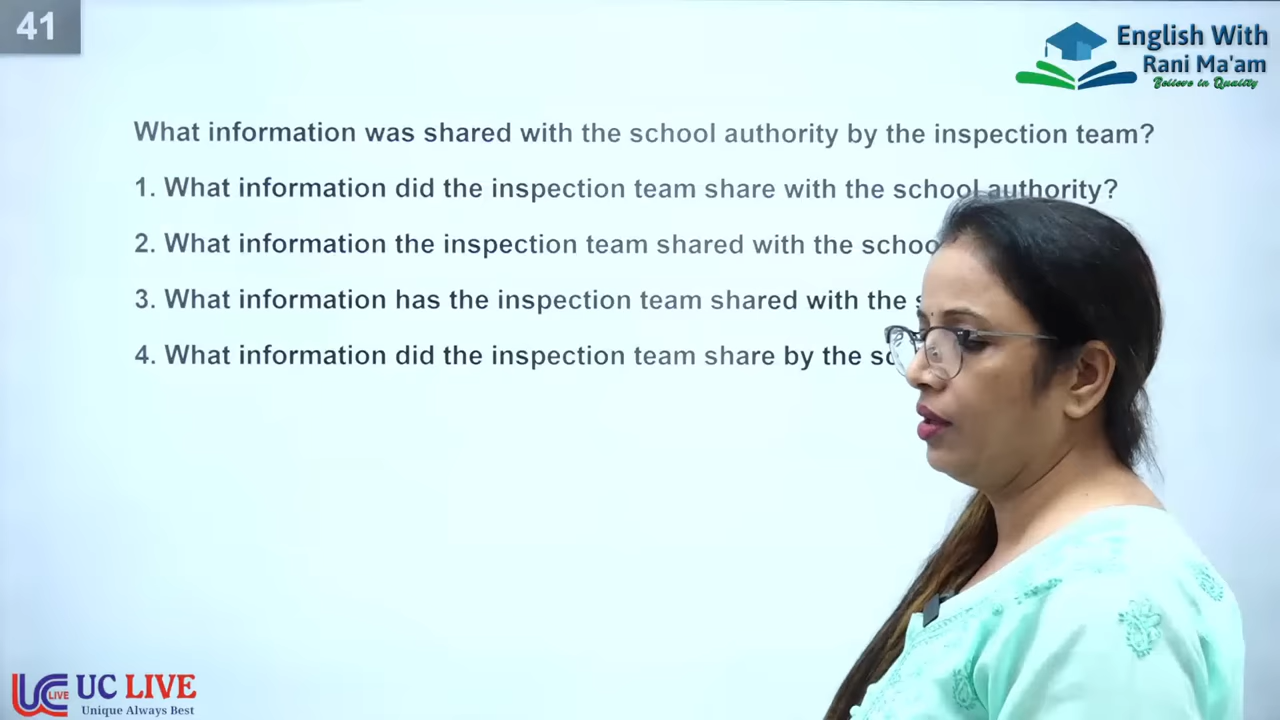 41
English With
Rani Ma'am
Believe in Quality
What information was shared with the school authority by the inspection team?
1. What information did the inspection team share with the school authority?
2. What information the inspection team shared with the
3. What information has the inspection team shared with the
4. What information did the inspection team share by the
LIVE
UC LIVE
Unique Always Best